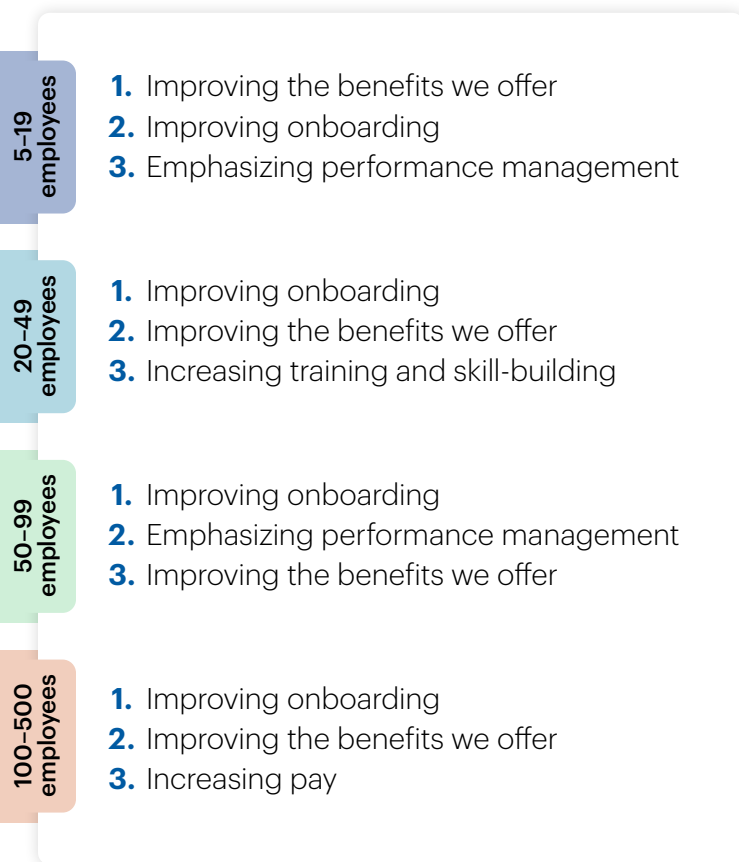 5–19
employees
1. Improving the benefits we offer
2. Improving onboarding
3. Emphasizing performance management
20–49
employees
1. Improving onboarding
2. Improving the benefits we offer
3. Increasing training and skill-building
50–99
employees
1. Improving onboarding
2. Emphasizing performance management
3. Improving the benefits we offer
100–500
employees
1. Improving onboarding
2. Improving the benefits we offer
3. Increasing pay